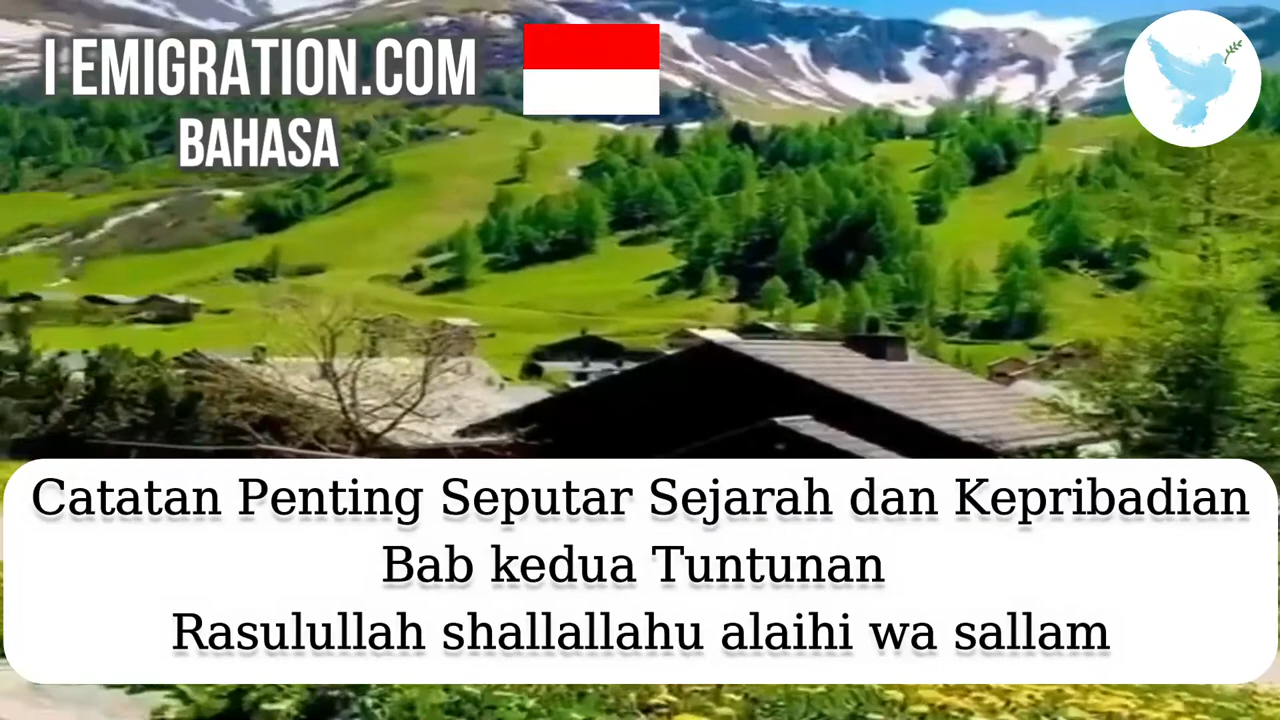 I EMIGRATION.COM
BAHASA
Catatan Penting Seputar Sejarah dan Kepribadian
Bab kedua Tuntunan
Rasulullah shallallahu alaihi wa sallam